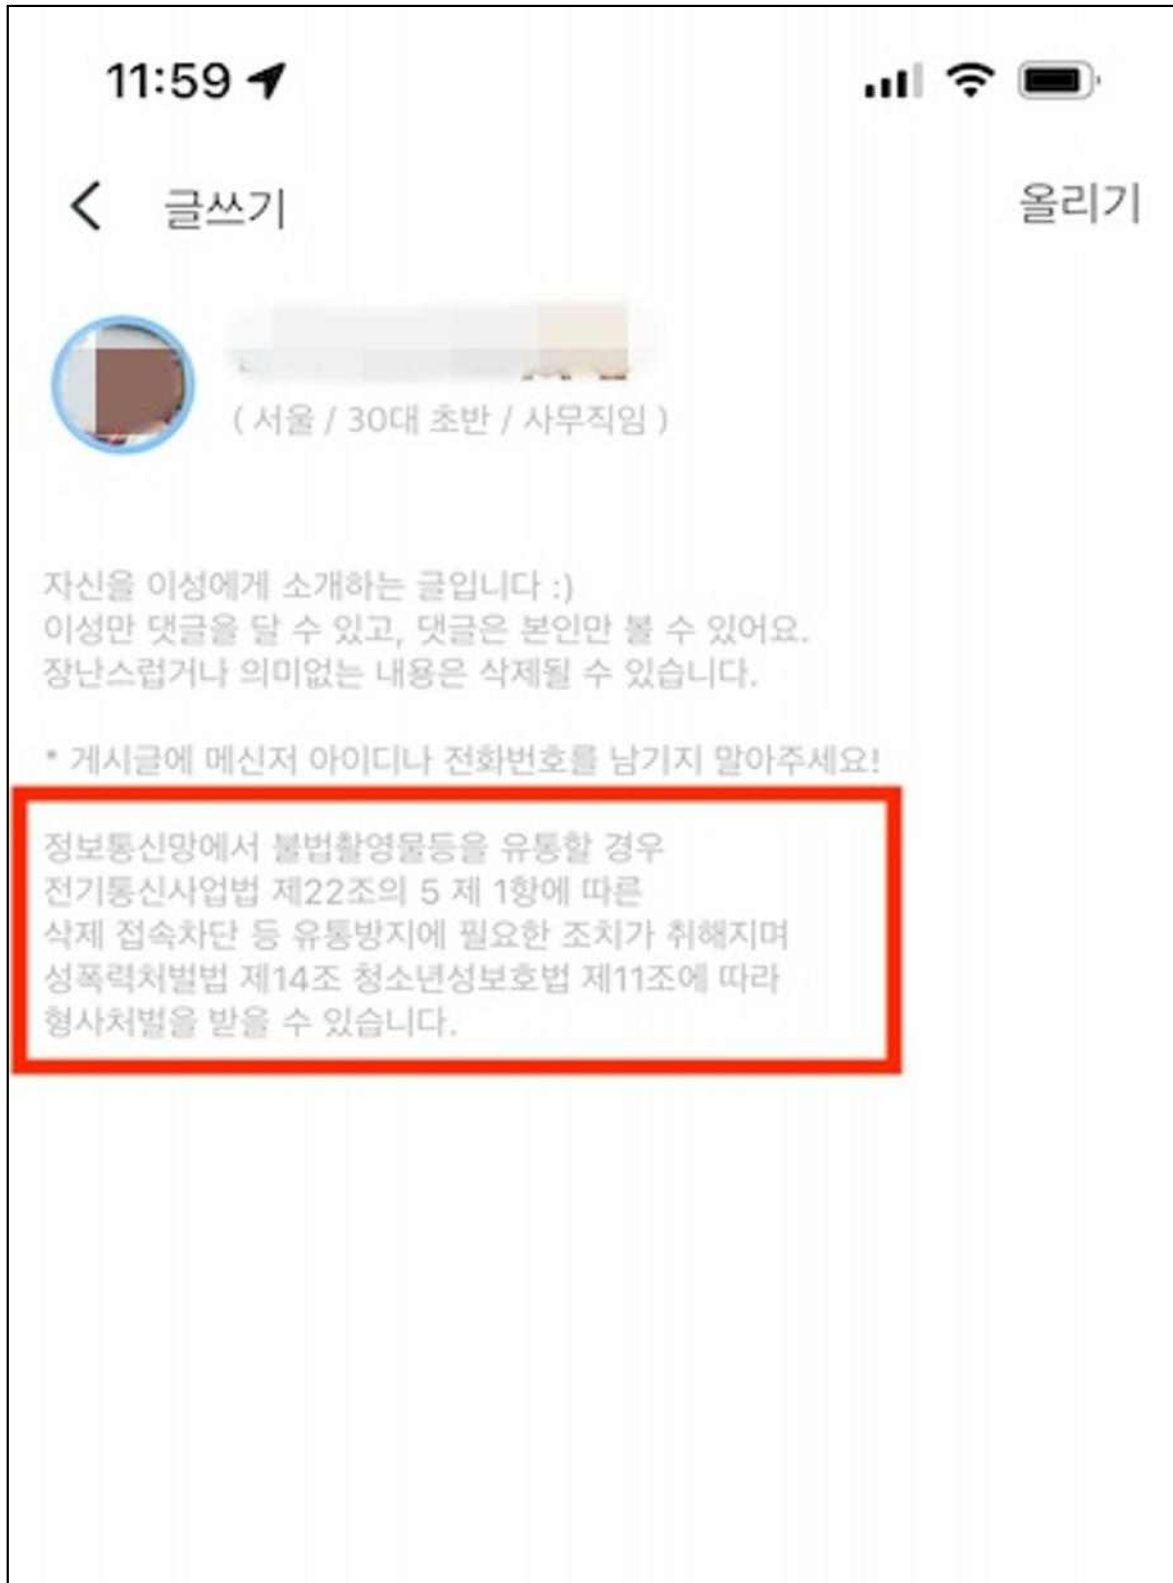 11:59
글쓰기
올리기
( 서울 / 30대 초반 / 사무직임 )
자신을 이성에게 소개하는 글입니다 :)
이성만 댓글을 달 수 있고, 댓글은 본인만 볼 수 있어요.
장난스럽거나 의미없는 내용은 삭제될 수 있습니다.
* 게시글에 메신저 아이디나 전화번호를 남기지 말아주세요!
정보통신망에서 불법촬영물등을 유통할 경우
전기통신사업법 제22조의 5 제 1항에 따른
삭제 접속차단 등 유통방지에 필요한 조치가 취해지며
성폭력처벌법 제14조 청소년성보호법 제11조에 따라
형사처벌을 받을 수 있습니다.